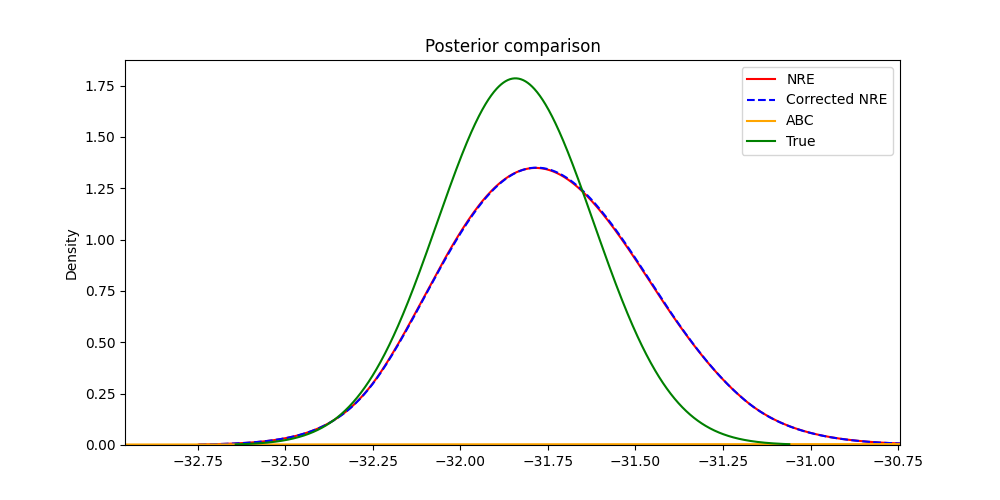 Posterior comparison
NRE
Corrected NRE
ABC
True
Density
1.75
1.50
1.25
1.00
0.75
0.50
0.25
0.00
−32.75 −32.50 −32.25 −32.00 −31.75 −31.50 −31.25 −31.00 −30.75